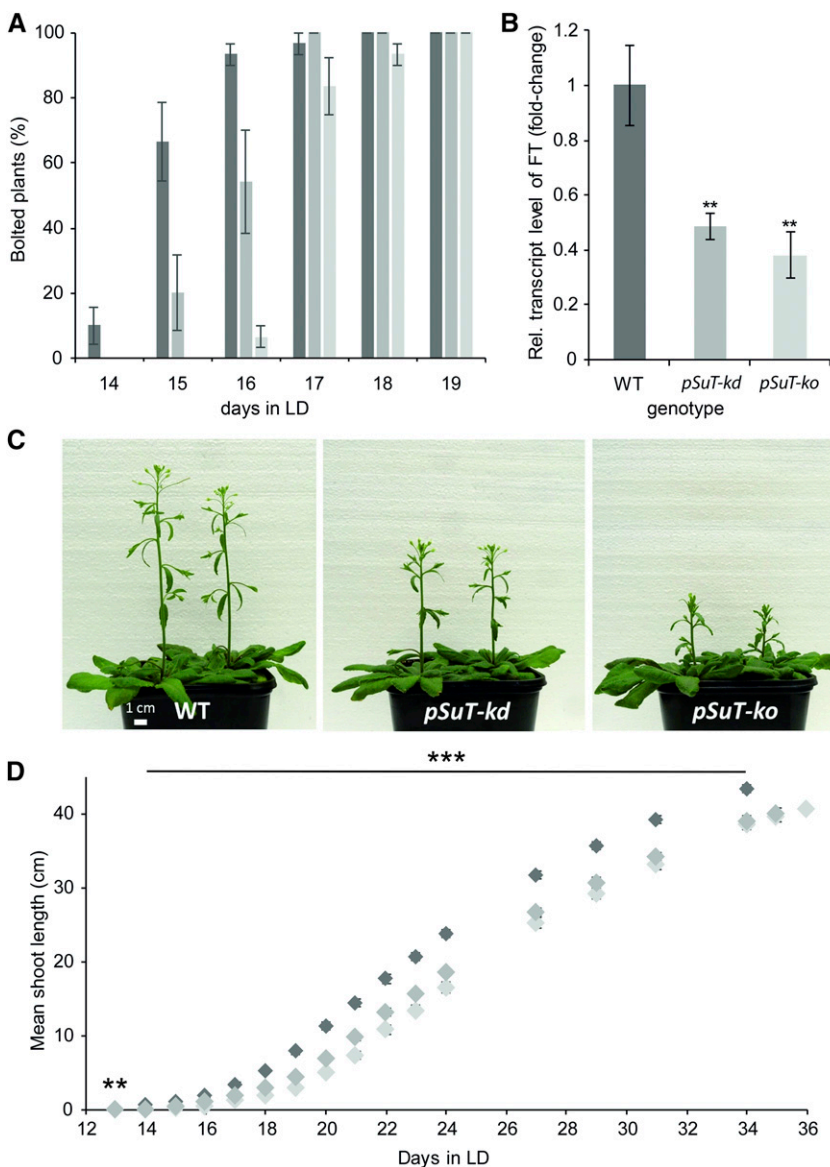 A
Bolted plants (%)
100
80
60
40
20
0
14 15 16 17 18 19
days in LD
B
Rel. transcript level of FT (fold-change)
1.2
1
0.8
0.6
0.4
0.2
0
**
**
WT pSuT-kd pSuT-ko
genotype
C
1 cm
WT
pSuT-kd
pSuT-ko
D
***
Mean shoot length (cm)
40
30
20
10
0
**
12 14 16 18 20 22 24 26 28 30 32 34 36
Days in LD